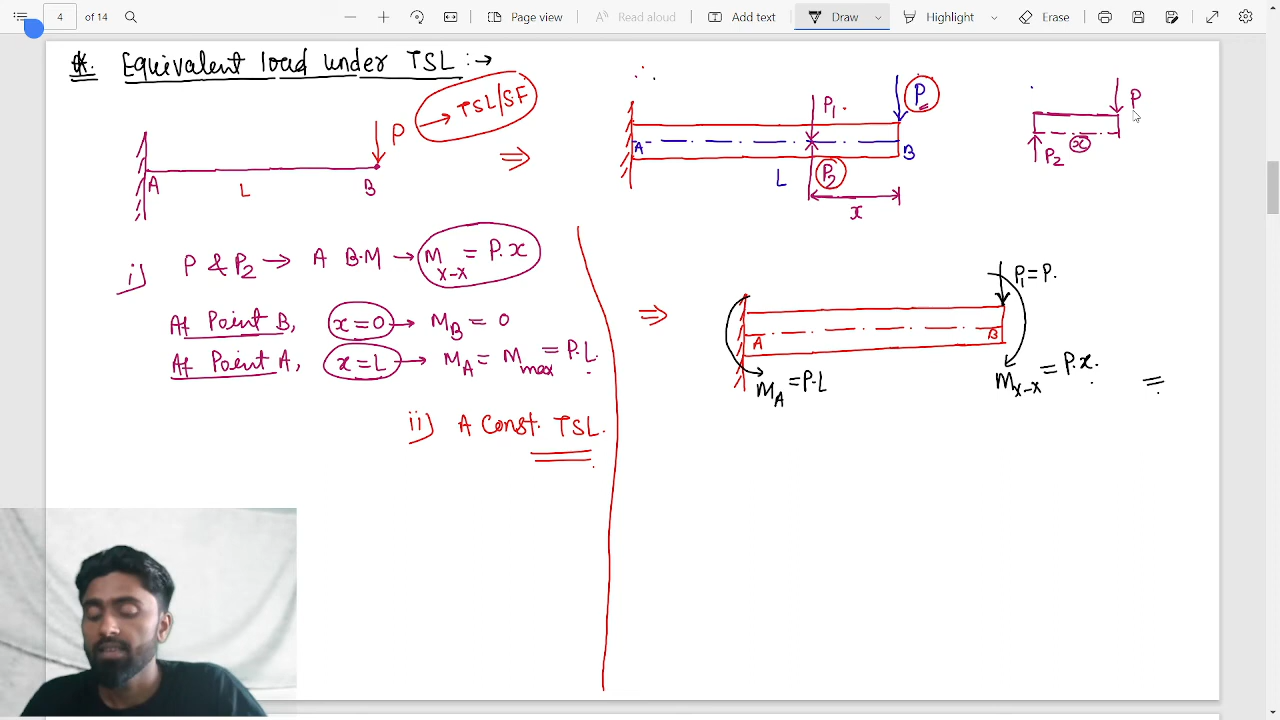 4 of 14
Page view
Read aloud
Add text
Draw
Highlight
Erase
Equivalent load under TSL :→
P → TSL/SF
A L B
⇒
∴
P1
P
A
B
L
P2
x
P
P2
x
i) P & P2 → A B.M → Mx-x = P.x
At Point B, x=0 → MB = 0
At Point A, x=L → MA = Mmax = P.L
ii) A Const. TSL.
⇒
P1 = P.
A
B
MA = P.L
Mx-x = P.x.
=